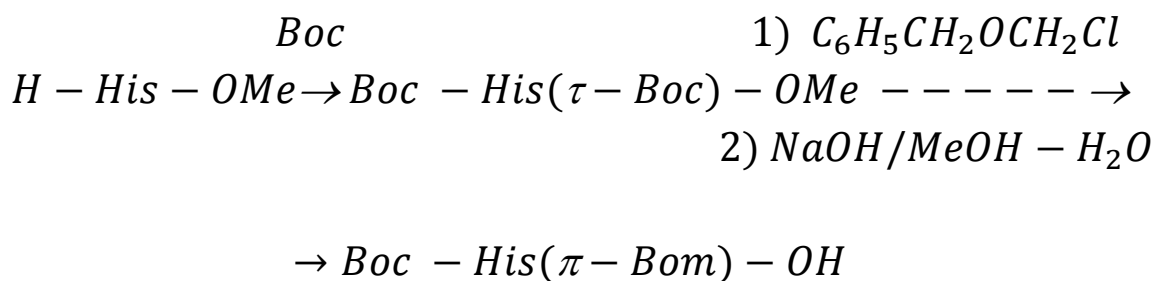 Boc 1) C₆H₅CH₂OCH₂Cl
H − His − OMe → Boc − His(τ − Boc) − OMe − − − − − →
2) NaOH/MeOH − H₂O
→ Boc − His(π − Bom) − OH